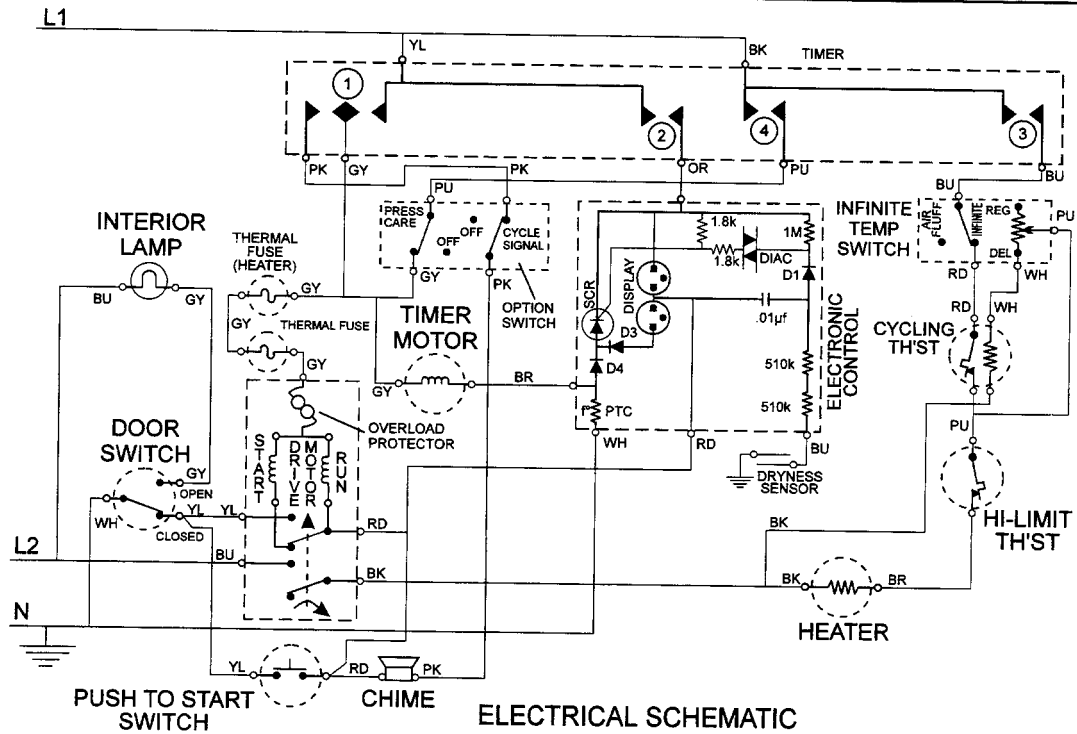 L1
YL
BK
TIMER
1
2
4
3
PK
GY
PK
PU
OR
PU
BU
BU
PRESS
CARE
OFF
OFF
CYCLE
SIGNAL
GY
PK
OPTION
SWITCH
INTERIOR
LAMP
BU
GY
THERMAL
FUSE
(HEATER)
GY
GY
GY
THERMAL FUSE
GY
TIMER
MOTOR
GY
BR
OVERLOAD
PROTECTOR
1.8k
1.8k
DIAC
1M
D1
SCR
DISPLAY
.01µf
D3
D4
510k
510k
PTC
ELECTRONIC
CONTROL
WH
RD
BU
DRYNESS
SENSOR
INFINITE
TEMP
SWITCH
AIR
FLUFF
INFINITE
REG
DEL
PU
RD
WH
RD
WH
CYCLING
TH'ST
PU
HI-LIMIT
TH'ST
DOOR
SWITCH
GY
OPEN
WH
YL
YL
CLOSED
START
DRIVE
MOTOR
RUN
RD
BU
BK
BK
L2
N
BK
BR
HEATER
YL
RD
PK
PUSH TO START
SWITCH
CHIME
ELECTRICAL SCHEMATIC